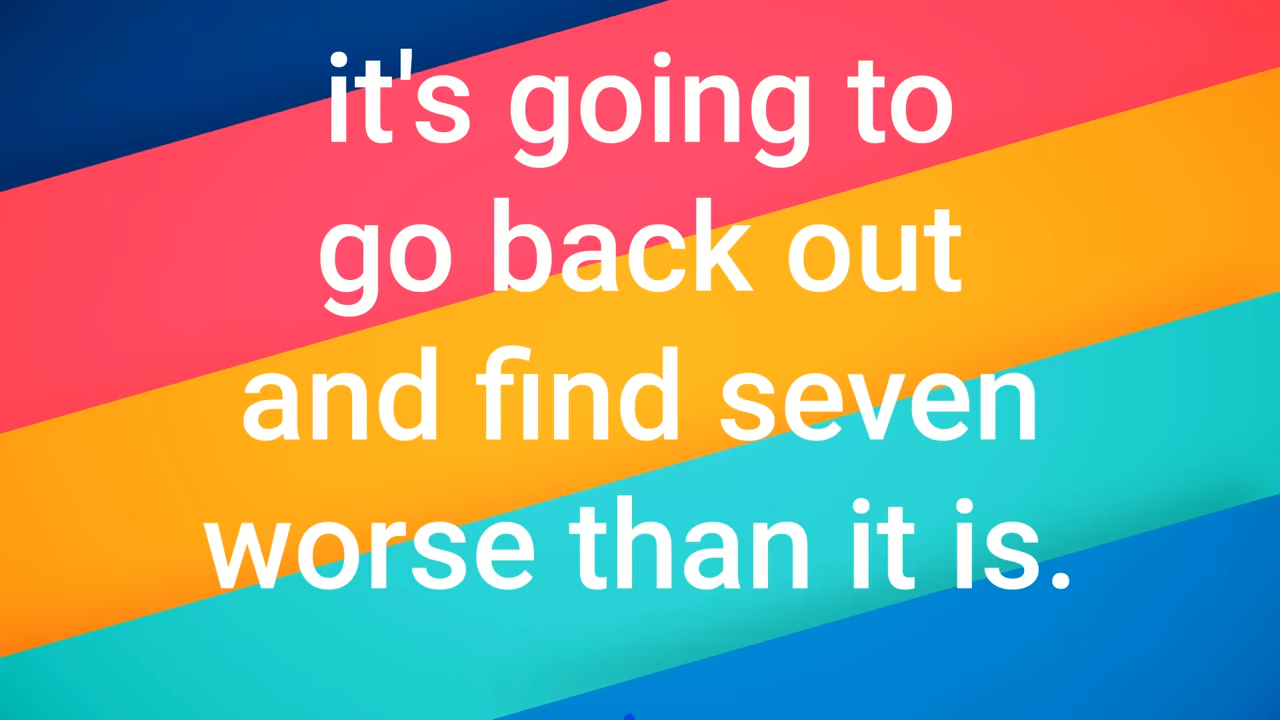 it's going to
go back out
and find seven
worse than it is.